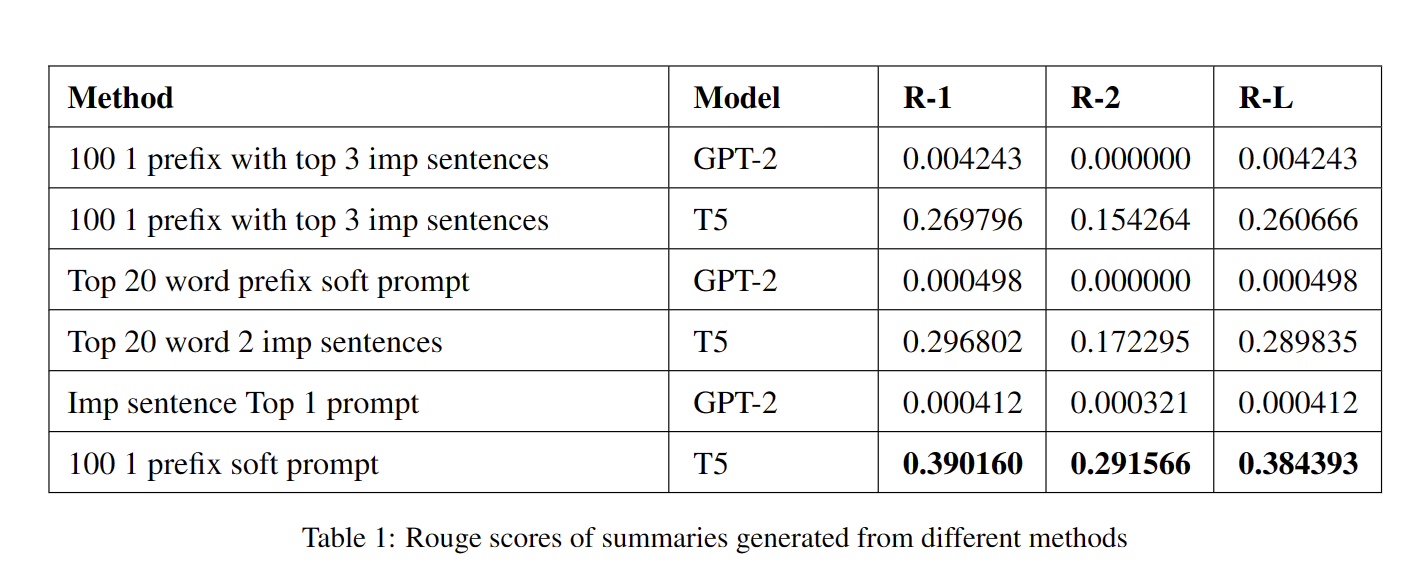 Method Model R-1 R-2 R-L
100 1 prefix with top 3 imp sentences GPT-2 0.004243 0.000000 0.004243
100 1 prefix with top 3 imp sentences T5 0.269796 0.154264 0.260666
Top 20 word prefix soft prompt GPT-2 0.000498 0.000000 0.000498
Top 20 word 2 imp sentences T5 0.296802 0.172295 0.289835
Imp sentence Top 1 prompt GPT-2 0.000412 0.000321 0.000412
100 1 prefix soft prompt T5 0.390160 0.291566 0.384393
Table 1: Rouge scores of summaries generated from different methods